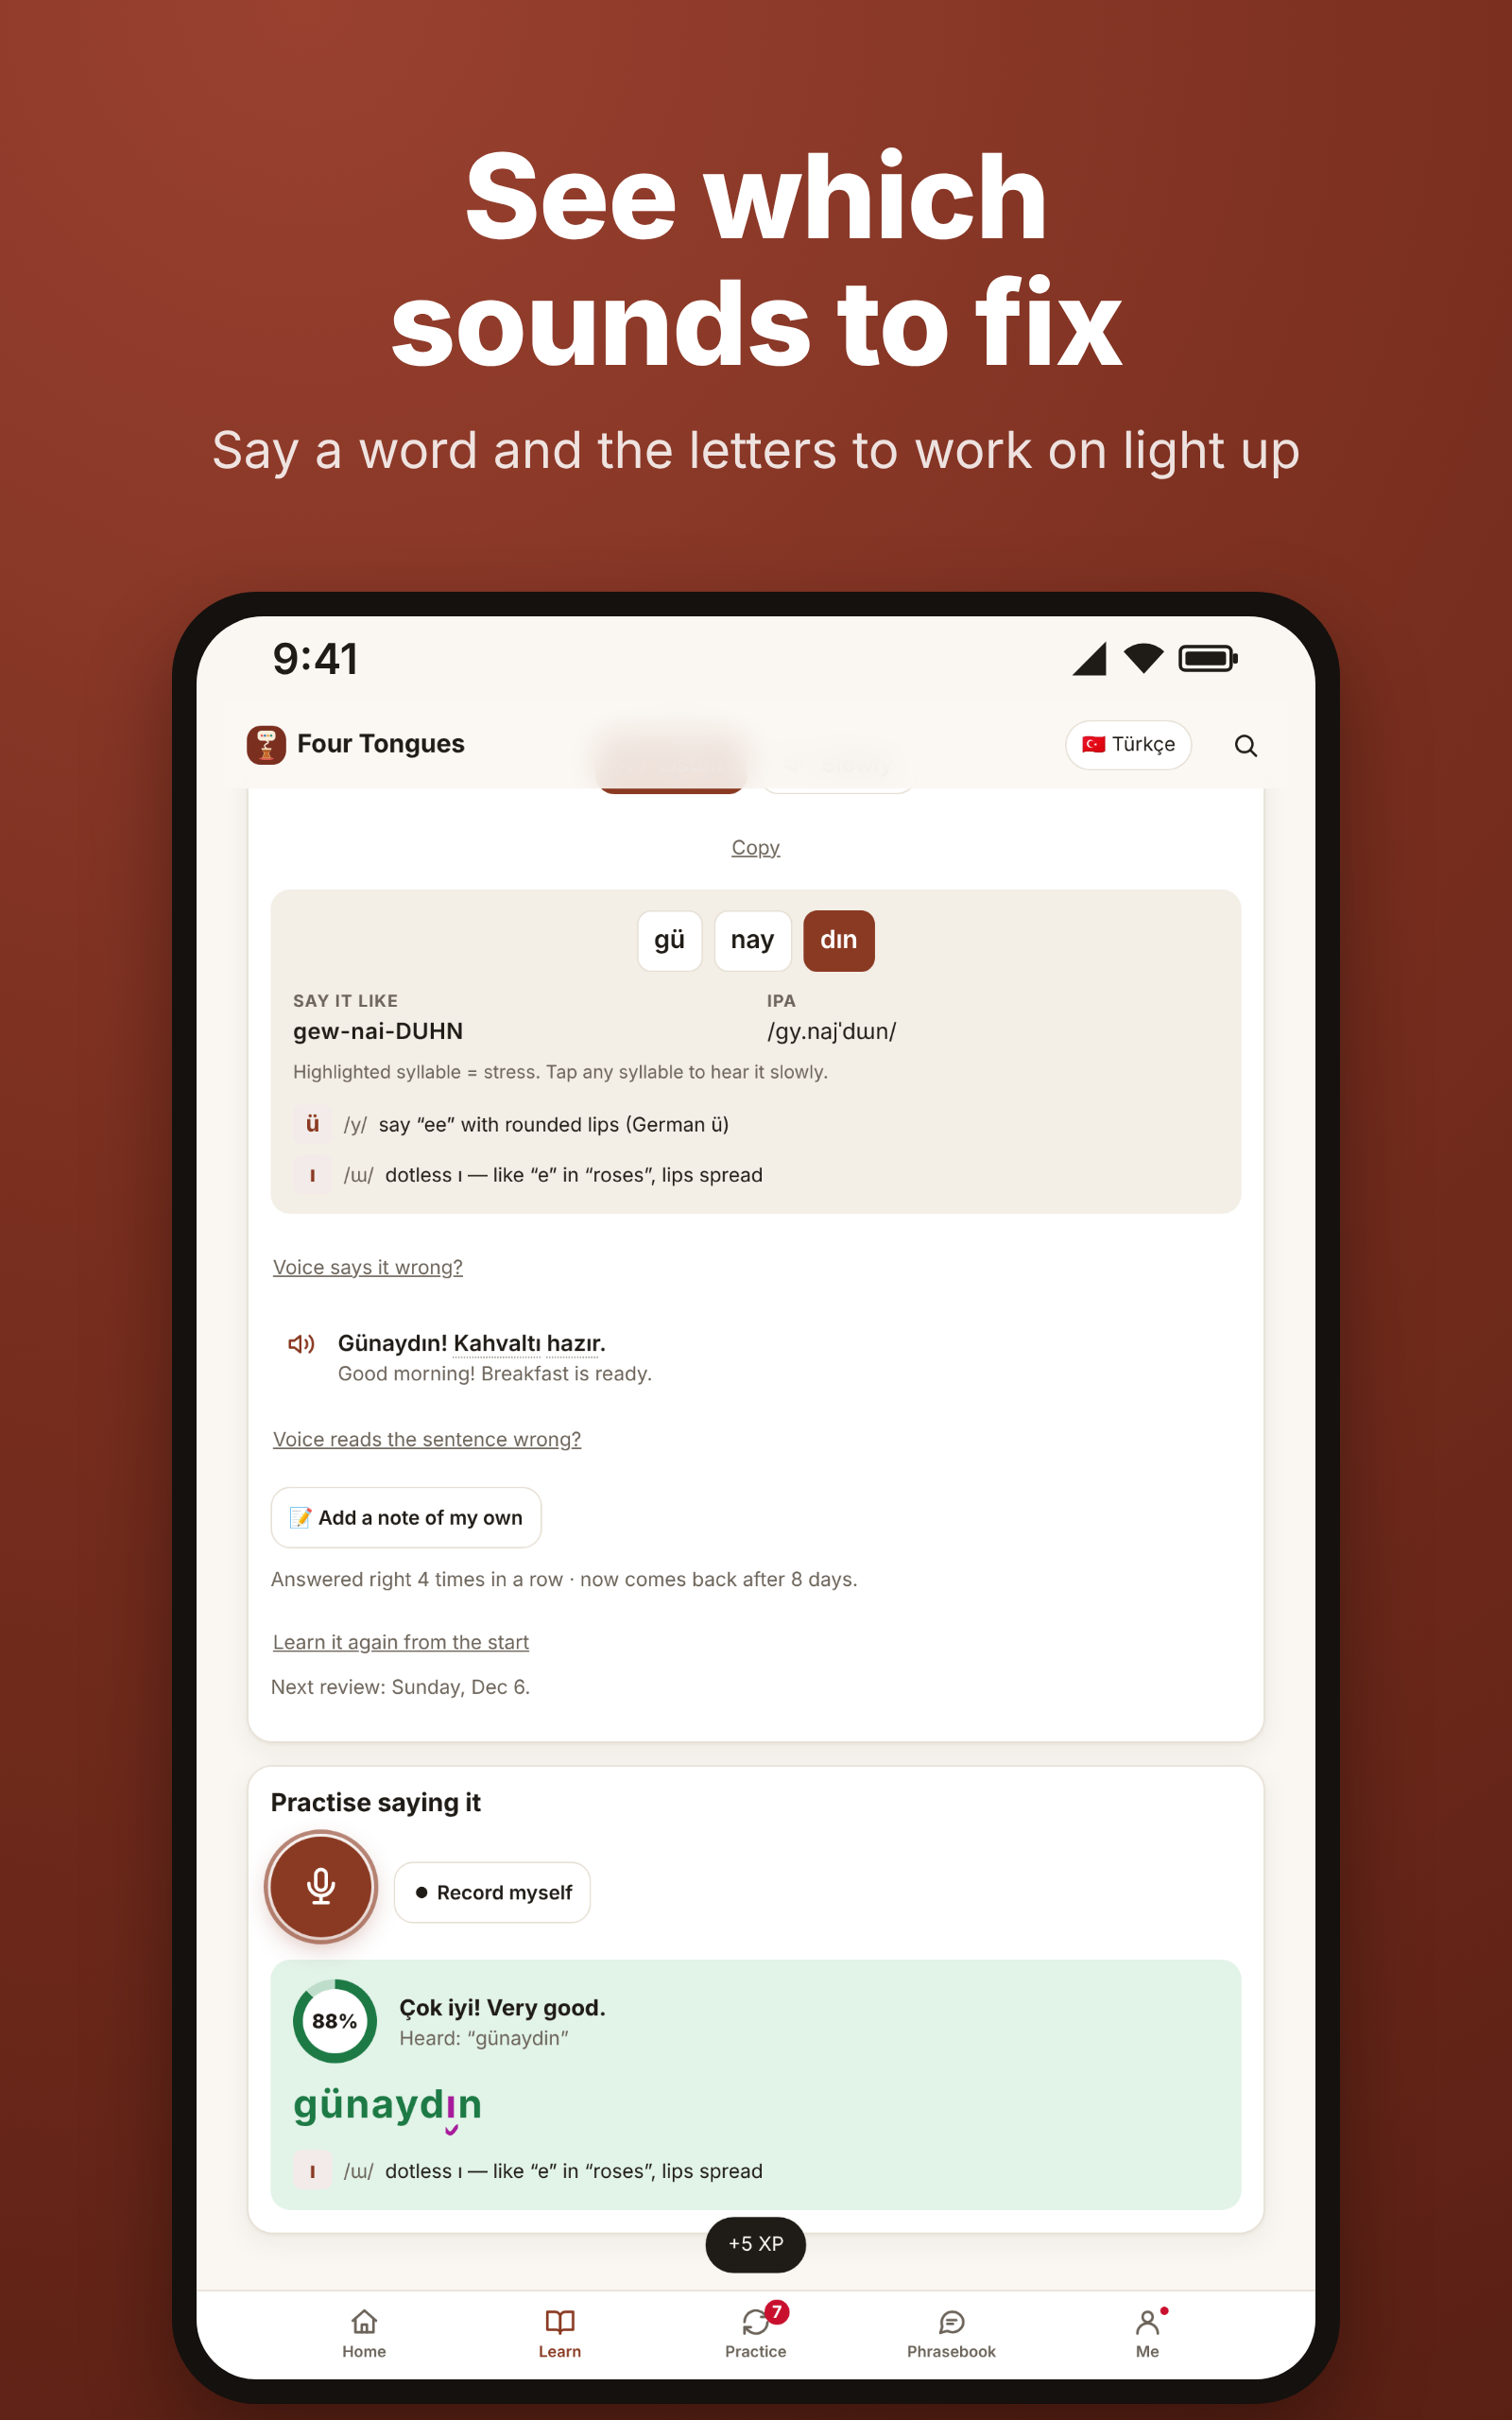 See which
sounds to fix
Say a word and the letters to work on light up
9:41
Four Tongues
🇹🇷 Türkçe
Slowly
Copy
gü nay dın
SAY IT LIKE
gew-nai-DUHN
IPA
/gy.najˈdɯn/
Highlighted syllable = stress. Tap any syllable to hear it slowly.
ü /y/ say “ee” with rounded lips (German ü)
ı /ɯ/ dotless ı — like “e” in “roses”, lips spread
Voice says it wrong?
Günaydın! Kahvaltı hazır.
Good morning! Breakfast is ready.
Voice reads the sentence wrong?
📝 Add a note of my own
Answered right 4 times in a row · now comes back after 8 days.
Learn it again from the start
Next review: Sunday, Dec 6.
Practise saying it
Record myself
88%
Çok iyi! Very good.
Heard: “günaydin”
günaydın
ı /ɯ/ dotless ı — like “e” in “roses”, lips spread
+5 XP
Home
Learn
7
Practice
Phrasebook
Me